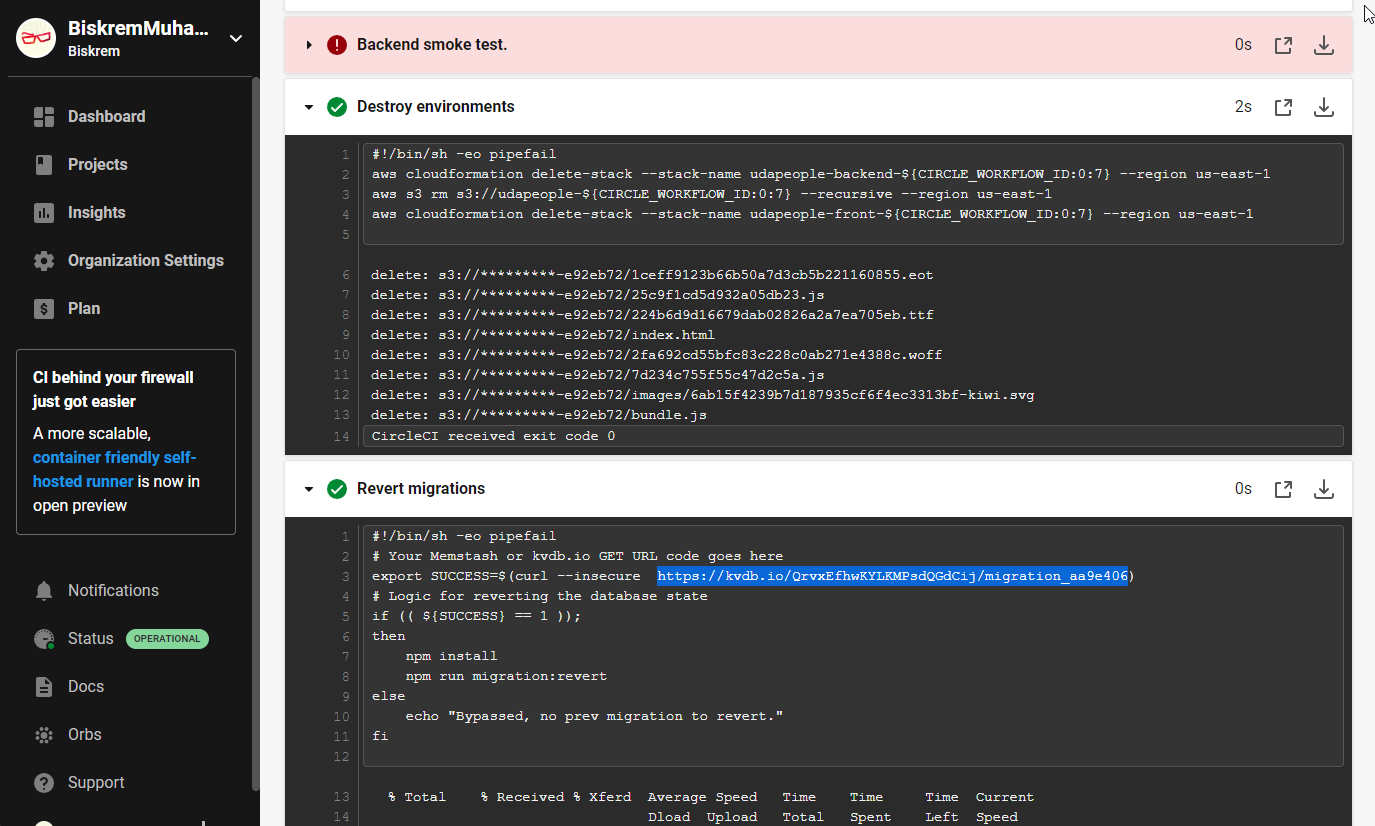 BiskremMuha...
Biskrem
Dashboard
Projects
Insights
Organization Settings
$ Plan
CI behind your firewall
just got easier
A more scalable,
container friendly self-
hosted runner is now in
open preview
Notifications
Status OPERATIONAL
Docs
Orbs
? Support
! Backend smoke test. 0s
Destroy environments 2s
1 #!/bin/sh -eo pipefail
2 aws cloudformation delete-stack --stack-name udapeople-backend-${CIRCLE_WORKFLOW_ID:0:7} --region us-east-1
3 aws s3 rm s3://udapeople-${CIRCLE_WORKFLOW_ID:0:7} --recursive --region us-east-1
4 aws cloudformation delete-stack --stack-name udapeople-front-${CIRCLE_WORKFLOW_ID:0:7} --region us-east-1
5
6 delete: s3://*********-e92eb72/1ceff9123b66b50a7d3cb5b221160855.eot
7 delete: s3://*********-e92eb72/25c9f1cd5d932a05db23.js
8 delete: s3://*********-e92eb72/224b6d9d16679dab02826a2a7ea705eb.ttf
9 delete: s3://*********-e92eb72/index.html
10 delete: s3://*********-e92eb72/2fa692cd55bfc83c228c0ab271e4388c.woff
11 delete: s3://*********-e92eb72/7d234c755f55c47d2c5a.js
12 delete: s3://*********-e92eb72/images/6ab15f4239b7d187935cf6f4ec3313bf-kiwi.svg
13 delete: s3://*********-e92eb72/bundle.js
14 CircleCI received exit code 0
Revert migrations 0s
1 #!/bin/sh -eo pipefail
2 # Your Memstash or kvdb.io GET URL code goes here
3 export SUCCESS=$(curl --insecure  https://kvdb.io/QrvxEfhwKYLKMPsdQGdCij/migration_aa9e406)
4 # Logic for reverting the database state
5 if (( ${SUCCESS} == 1 ));
6 then
7     npm install
8     npm run migration:revert
9 else
10     echo "Bypassed, no prev migration to revert."
11 fi
12
13 % Total % Received % Xferd Average Speed Time Time Time Current
14 Dload Upload Total Spent Left Speed